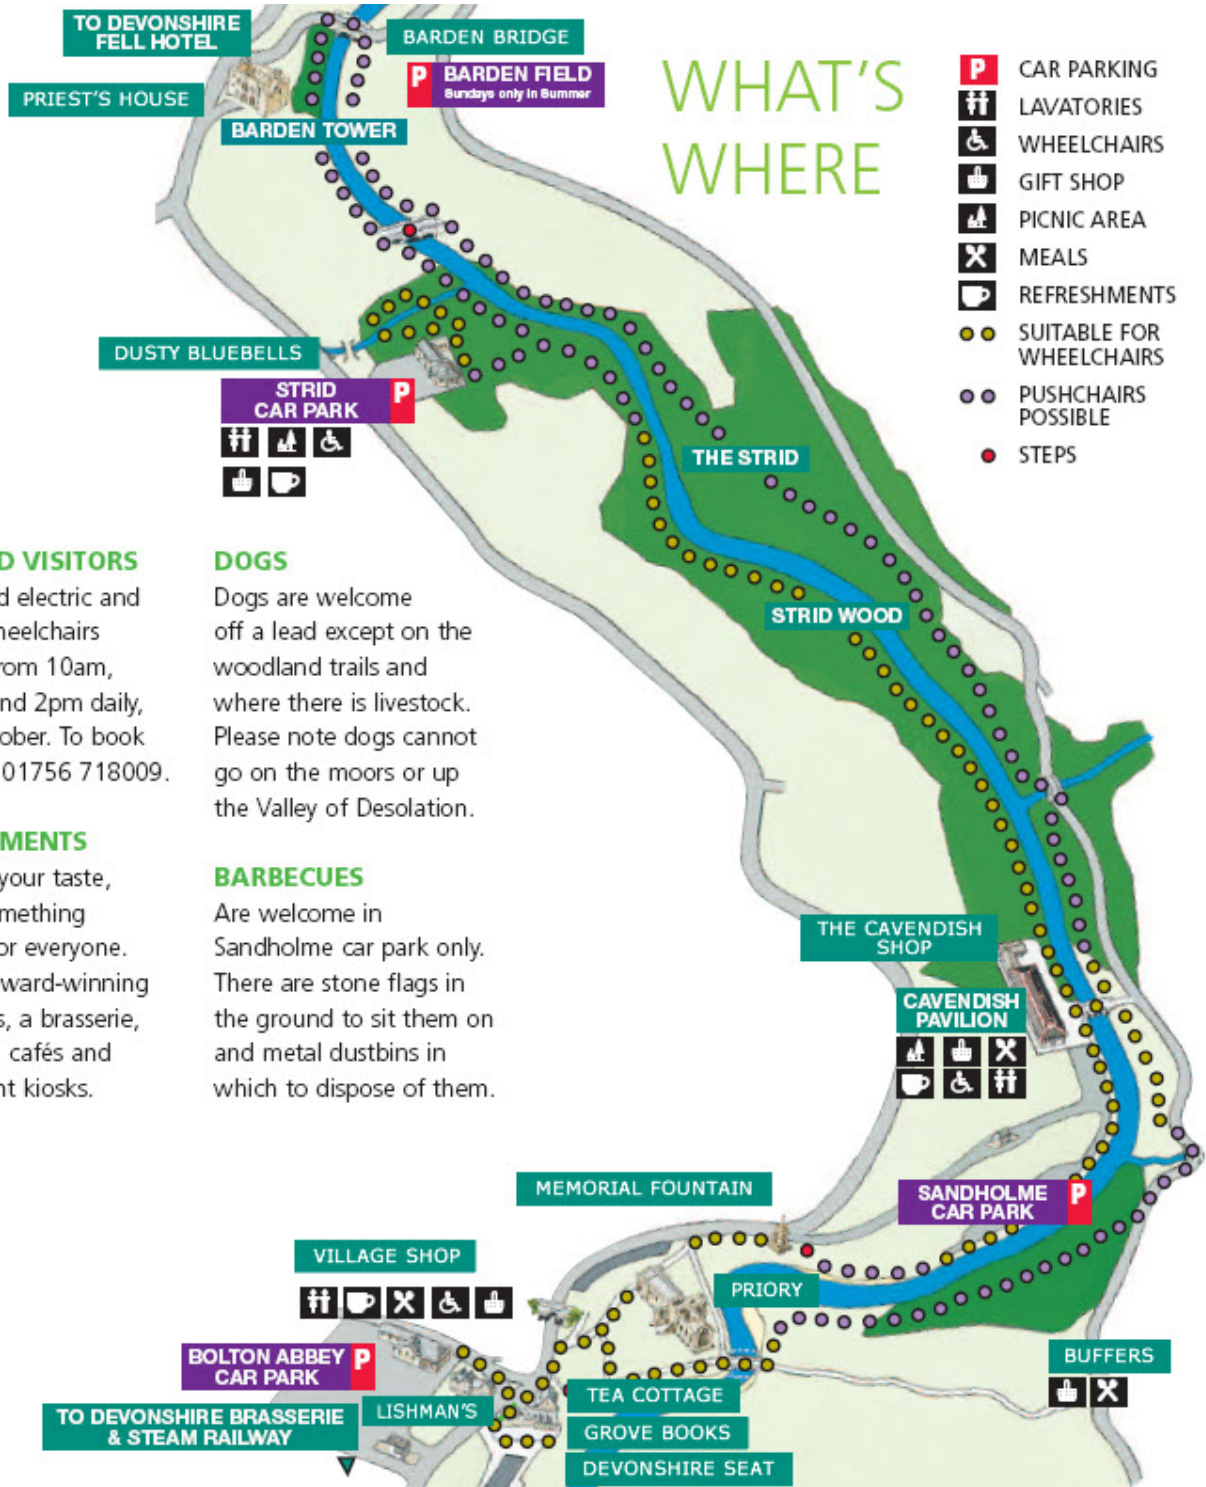 TO DEVONSHIRE
FELL HOTEL
BARDEN BRIDGE
P BARDEN FIELD
Sundays only in Summer
PRIEST'S HOUSE
BARDEN TOWER
WHAT'S
WHERE
P CAR PARKING
LAVATORIES
WHEELCHAIRS
GIFT SHOP
PICNIC AREA
MEALS
REFRESHMENTS
SUITABLE FOR
WHEELCHAIRS
PUSHCHAIRS
POSSIBLE
STEPS
DUSTY BLUEBELLS
STRID
CAR PARK
P
THE STRID
STRID WOOD
D VISITORS
d electric and
heelchairs
rom 10am,
nd 2pm daily,
ober. To book
01756 718009.
MENTS
your taste,
mething
or everyone.
ward-winning
s, a brasserie,
cafés and
nt kiosks.
DOGS
Dogs are welcome
off a lead except on the
woodland trails and
where there is livestock.
Please note dogs cannot
go on the moors or up
the Valley of Desolation.
BARBECUES
Are welcome in
Sandholme car park only.
There are stone flags in
the ground to sit them on
and metal dustbins in
which to dispose of them.
THE CAVENDISH
SHOP
CAVENDISH
PAVILION
MEMORIAL FOUNTAIN
SANDHOLME
CAR PARK
P
VILLAGE SHOP
PRIORY
BOLTON ABBEY
CAR PARK
P
BUFFERS
TO DEVONSHIRE BRASSERIE
& STEAM RAILWAY
LISHMAN'S
TEA COTTAGE
GROVE BOOKS
DEVONSHIRE SEAT